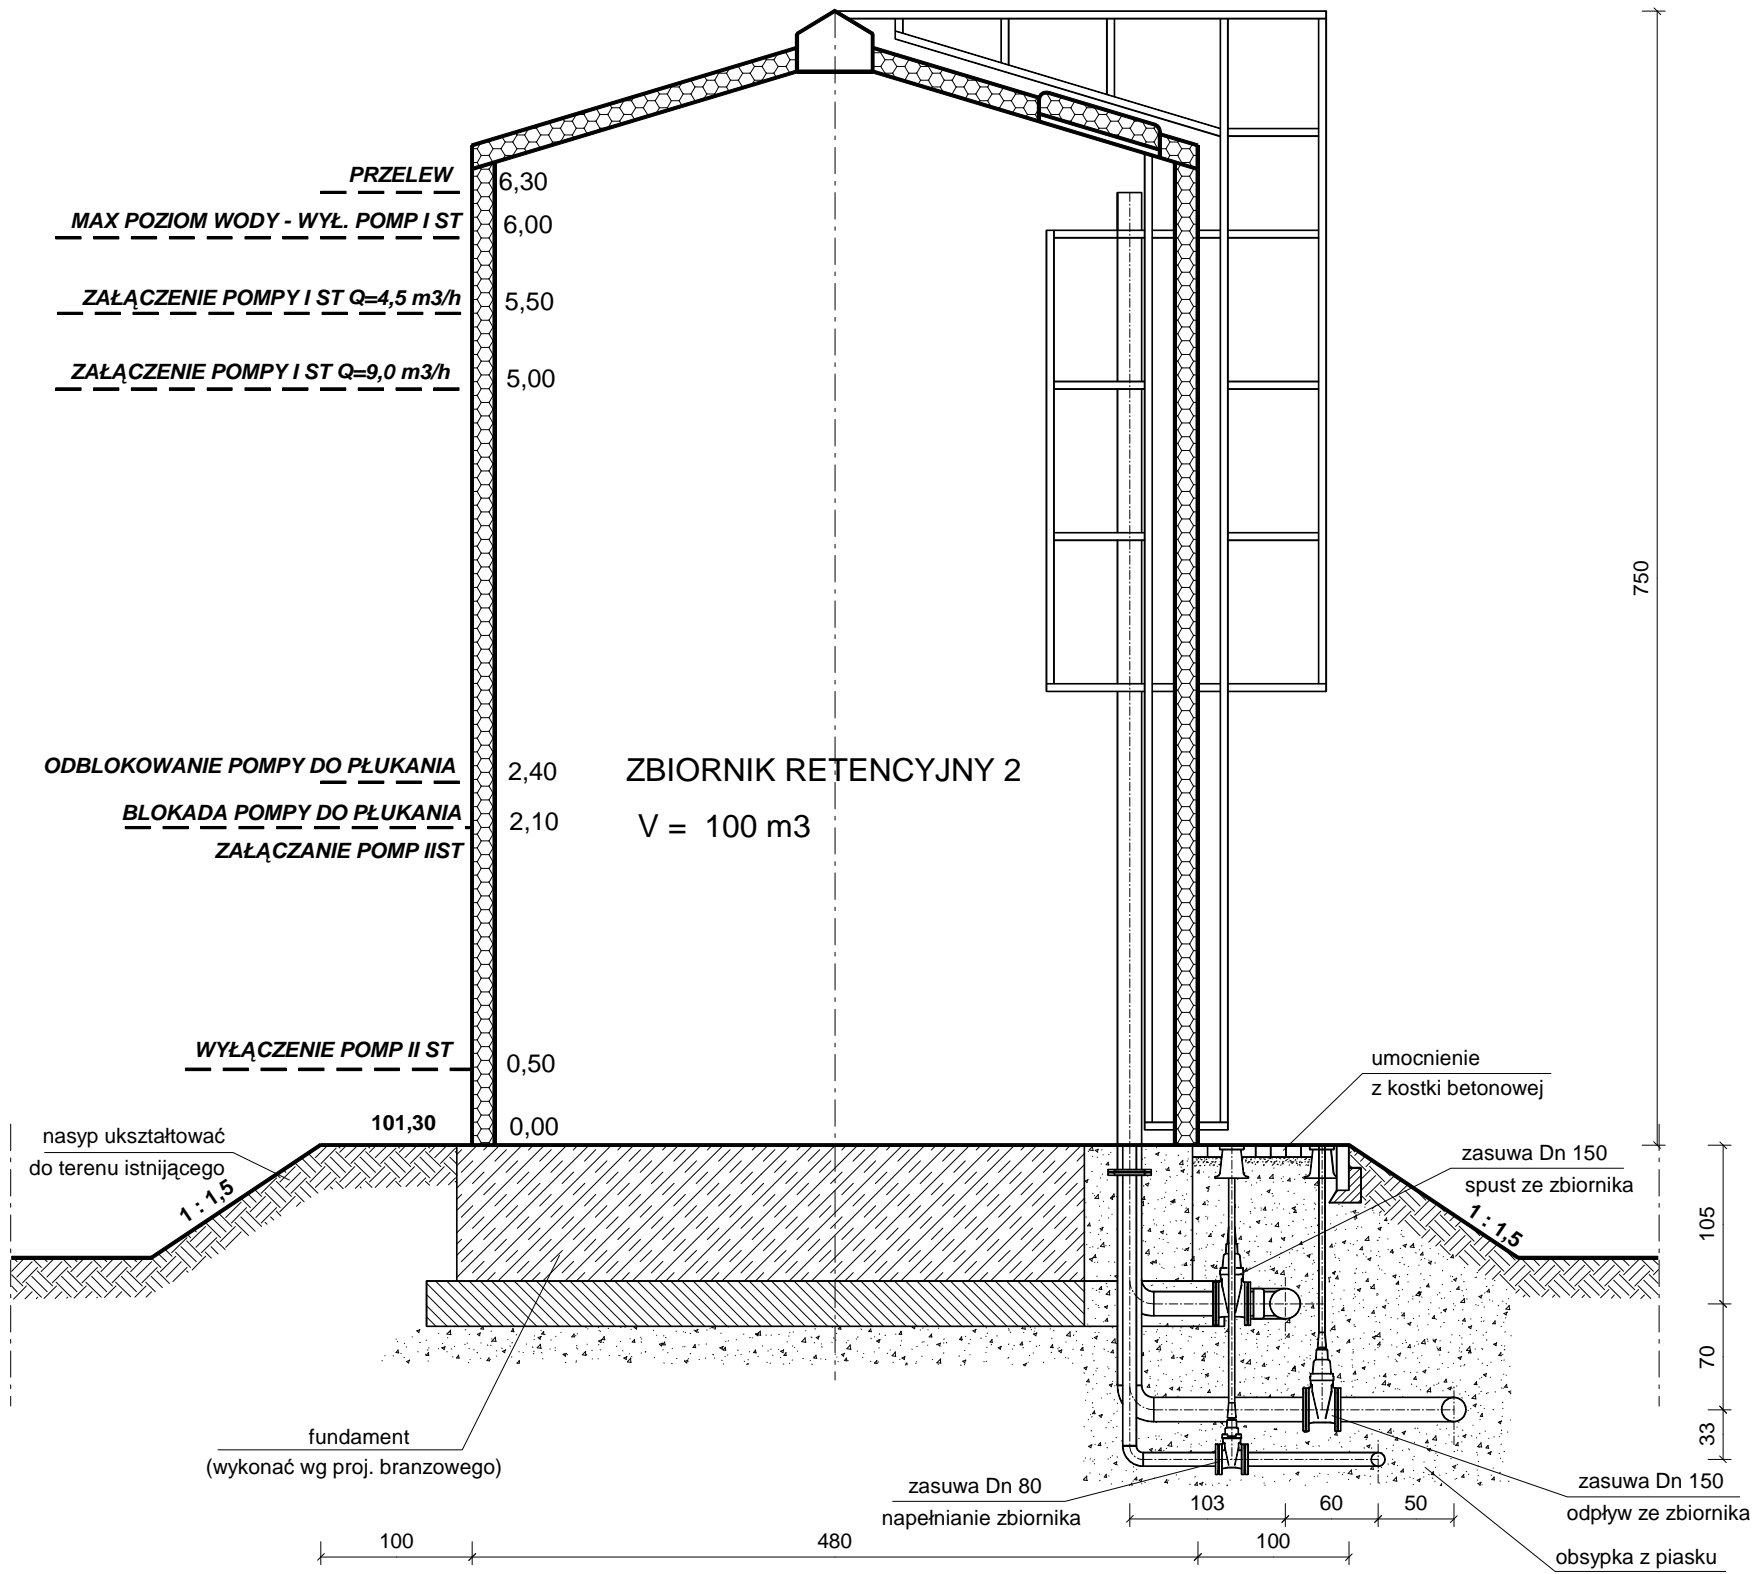 PRZELEW
6,30
MAX POZIOM WODY - WYŁ. POMP I ST
6,00
ZAŁĄCZENIE POMPY I ST Q=4,5 m3/h
5,50
ZAŁĄCZENIE POMPY I ST Q=9,0 m3/h
5,00
750
ODBLOKOWANIE POMPY DO PŁUKANIA
2,40
ZBIORNIK RETENCYJNY 2
BLOKADA POMPY DO PŁUKANIA
2,10
V = 100 m3
ZAŁĄCZANIE POMP IIST
WYŁĄCZENIE POMP II ST
0,50
umocnienie
z kostki betonowej
101,30
0,00
nasyp ukształtować
do terenu istnijącego
1 : 1,5
zasuwa Dn 150
spust ze zbiornika
1 : 1,5
105
70
33
fundament
(wykonać wg proj. branzowego)
zasuwa Dn 80
napełnianie zbiornika
103
60
50
zasuwa Dn 150
odpływ ze zbiornika
100
480
100
obsypka z piasku